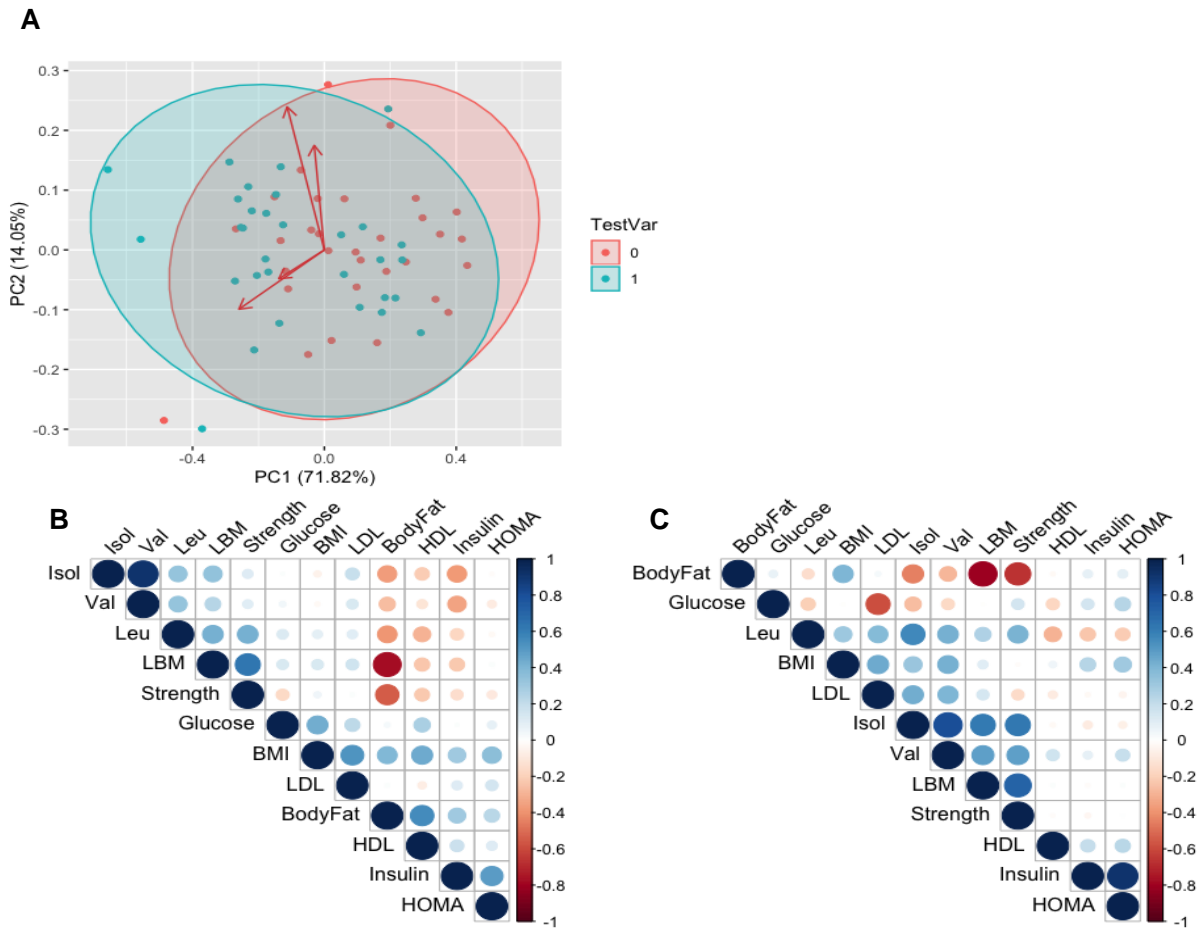 A
PC2 (14.05%)
0.3
0.2
0.1
0.0
-0.1
-0.2
-0.3
-0.4 0.0 0.4
PC1 (71.82%)
TestVar
0
1
B
Isol Val Leu LBM Strength Glucose BMI LDL BodyFat HDL Insulin HOMA
Isol
Val
Leu
LBM
Strength
Glucose
BMI
LDL
BodyFat
HDL
Insulin
HOMA
1
0.8
0.6
0.4
0.2
0
-0.2
-0.4
-0.6
-0.8
-1
C
BodyFat Glucose Leu BMI LDL Isol Val LBM Strength HDL Insulin HOMA
BodyFat
Glucose
Leu
BMI
LDL
Isol
Val
LBM
Strength
HDL
Insulin
HOMA
1
0.8
0.6
0.4
0.2
0
-0.2
-0.4
-0.6
-0.8
-1